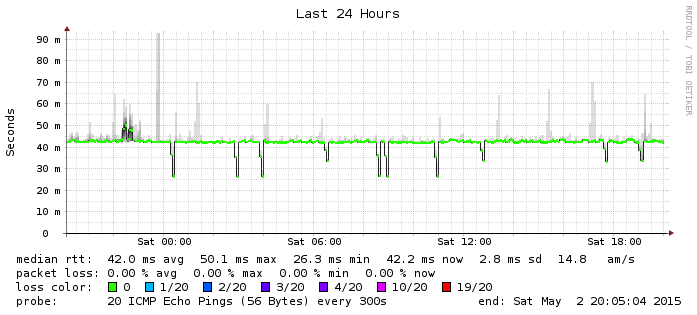 Last 24 Hours
RRDTOOL / TOBI OETIKER
Seconds
90 m
80 m
70 m
60 m
50 m
40 m
30 m
20 m
10 m
0
Sat 00:00 Sat 06:00 Sat 12:00 Sat 18:00
median rtt: 42.0 ms avg 50.1 ms max 26.3 ms min 42.2 ms now 2.8 ms sd 14.8 am/s
packet loss: 0.00 % avg 0.00 % max 0.00 % min 0.00 % now
loss color: 0 1/20 2/20 3/20 4/20 10/20 19/20
probe: 20 ICMP Echo Pings (56 Bytes) every 300s end: Sat May 2 20:05:04 2015